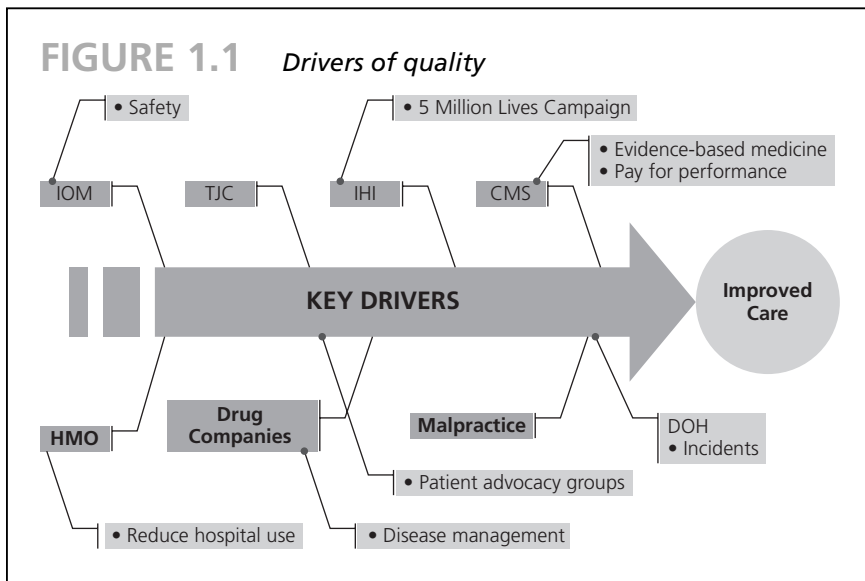 FIGURE 1.1 Drivers of quality
• Safety
• 5 Million Lives Campaign
• Evidence-based medicine
• Pay for performance
IOM
TJC
IHI
CMS
KEY DRIVERS
Improved
Care
HMO
Drug
Companies
Malpractice
DOH
• Incidents
• Patient advocacy groups
• Reduce hospital use
• Disease management